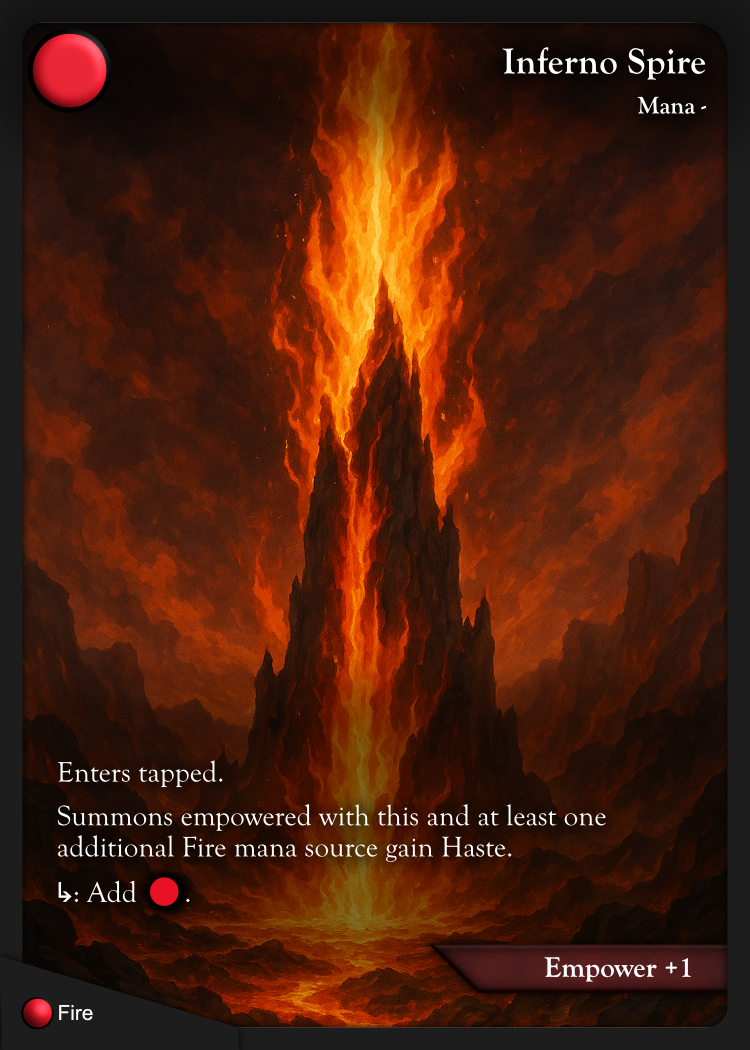 Inferno Spire
Mana -
Enters tapped.
Summons empowered with this and at least one
additional Fire mana source gain Haste.
↳: Add .
Empower +1
Fire